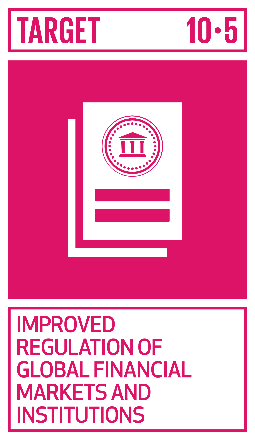 TARGET 10·5
IMPROVED
REGULATION OF
GLOBAL FINANCIAL
MARKETS AND
INSTITUTIONS